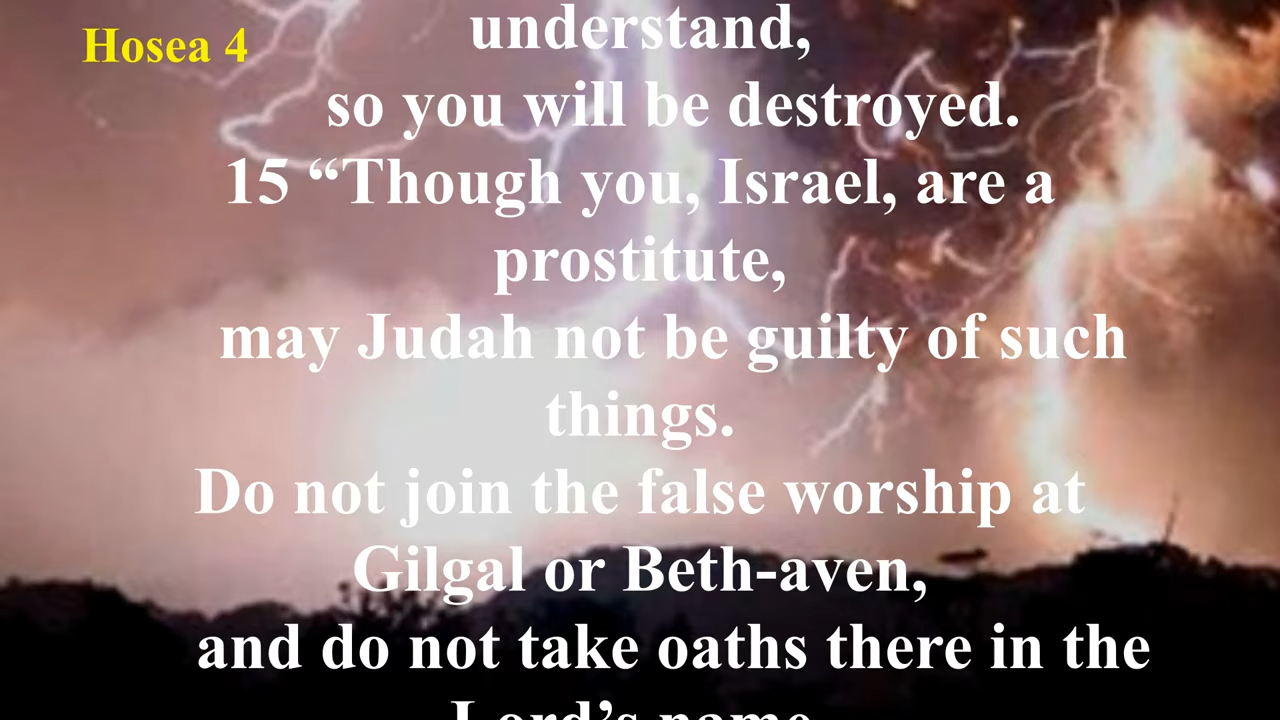 Hosea 4
understand,
so you will be destroyed.
15 “Though you, Israel, are a
prostitute,
may Judah not be guilty of such
things.
Do not join the false worship at
Gilgal or Beth-aven,
and do not take oaths there in the
Lord’s name.